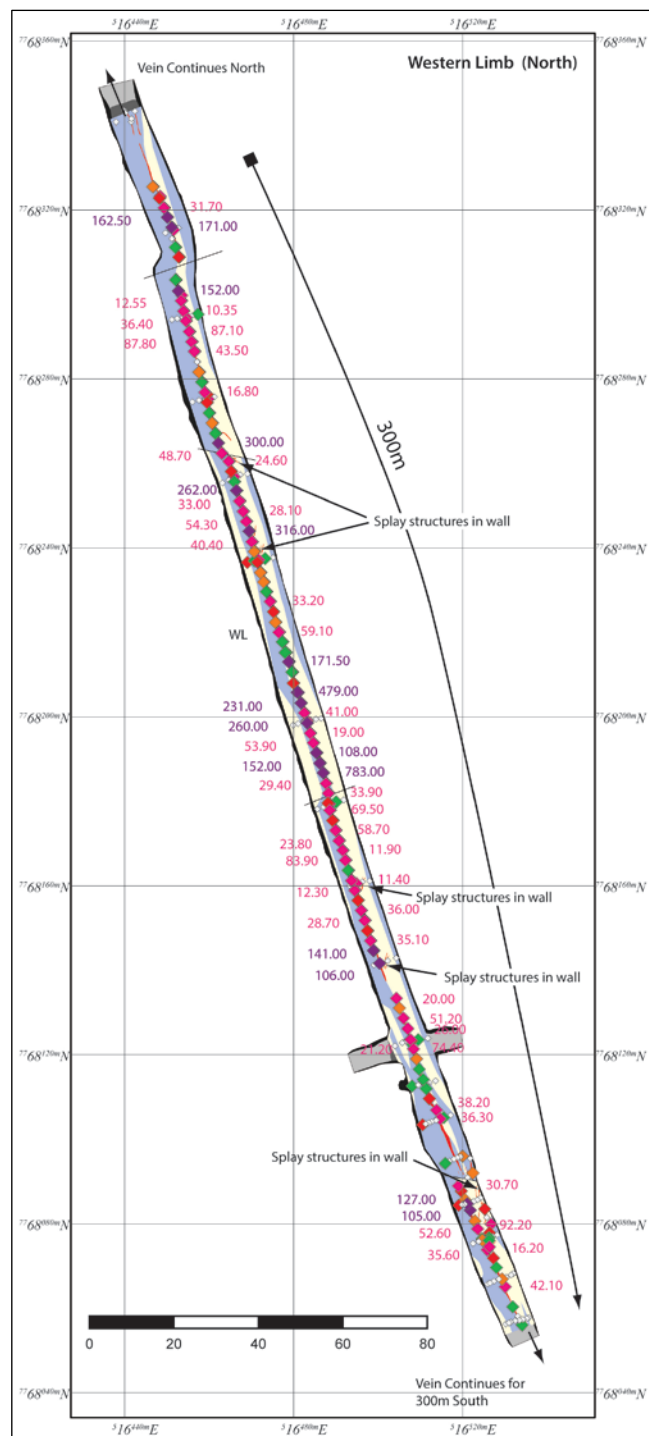 516440mE 516480mE 516520mE
7768360mN 7768360mN
Vein Continues North
Western Limb (North)
31.70
7768320mN 7768320mN
162.50 171.00
152.00
12.55 10.35
36.40 87.10
87.80 43.50
7768280mN 7768280mN
16.80
300m
300.00
48.70 24.60
262.00
33.00 28.10
Splay structures in wall
54.30 316.00
40.40
7768240mN 7768240mN
33.20
WL 59.10
171.50
479.00
231.00 41.00
7768200mN 7768200mN
260.00 19.00
53.90 108.00
152.00 783.00
29.40 33.90
69.50
58.70
23.80 11.90
83.90
11.40
7768160mN 7768160mN
12.30 Splay structures in wall
36.00
28.70
35.10
141.00
Splay structures in wall
106.00
20.00
51.20
7768120mN 7768120mN
21.20 74.40
38.20
36.30
Splay structures in wall
30.70
127.00
105.00 92.20
7768080mN 7768080mN
52.60 16.20
35.60
42.10
0 20 40 60 80
Vein Continues for
300m South
7768040mN 7768040mN
516440mE 516480mE 516520mE